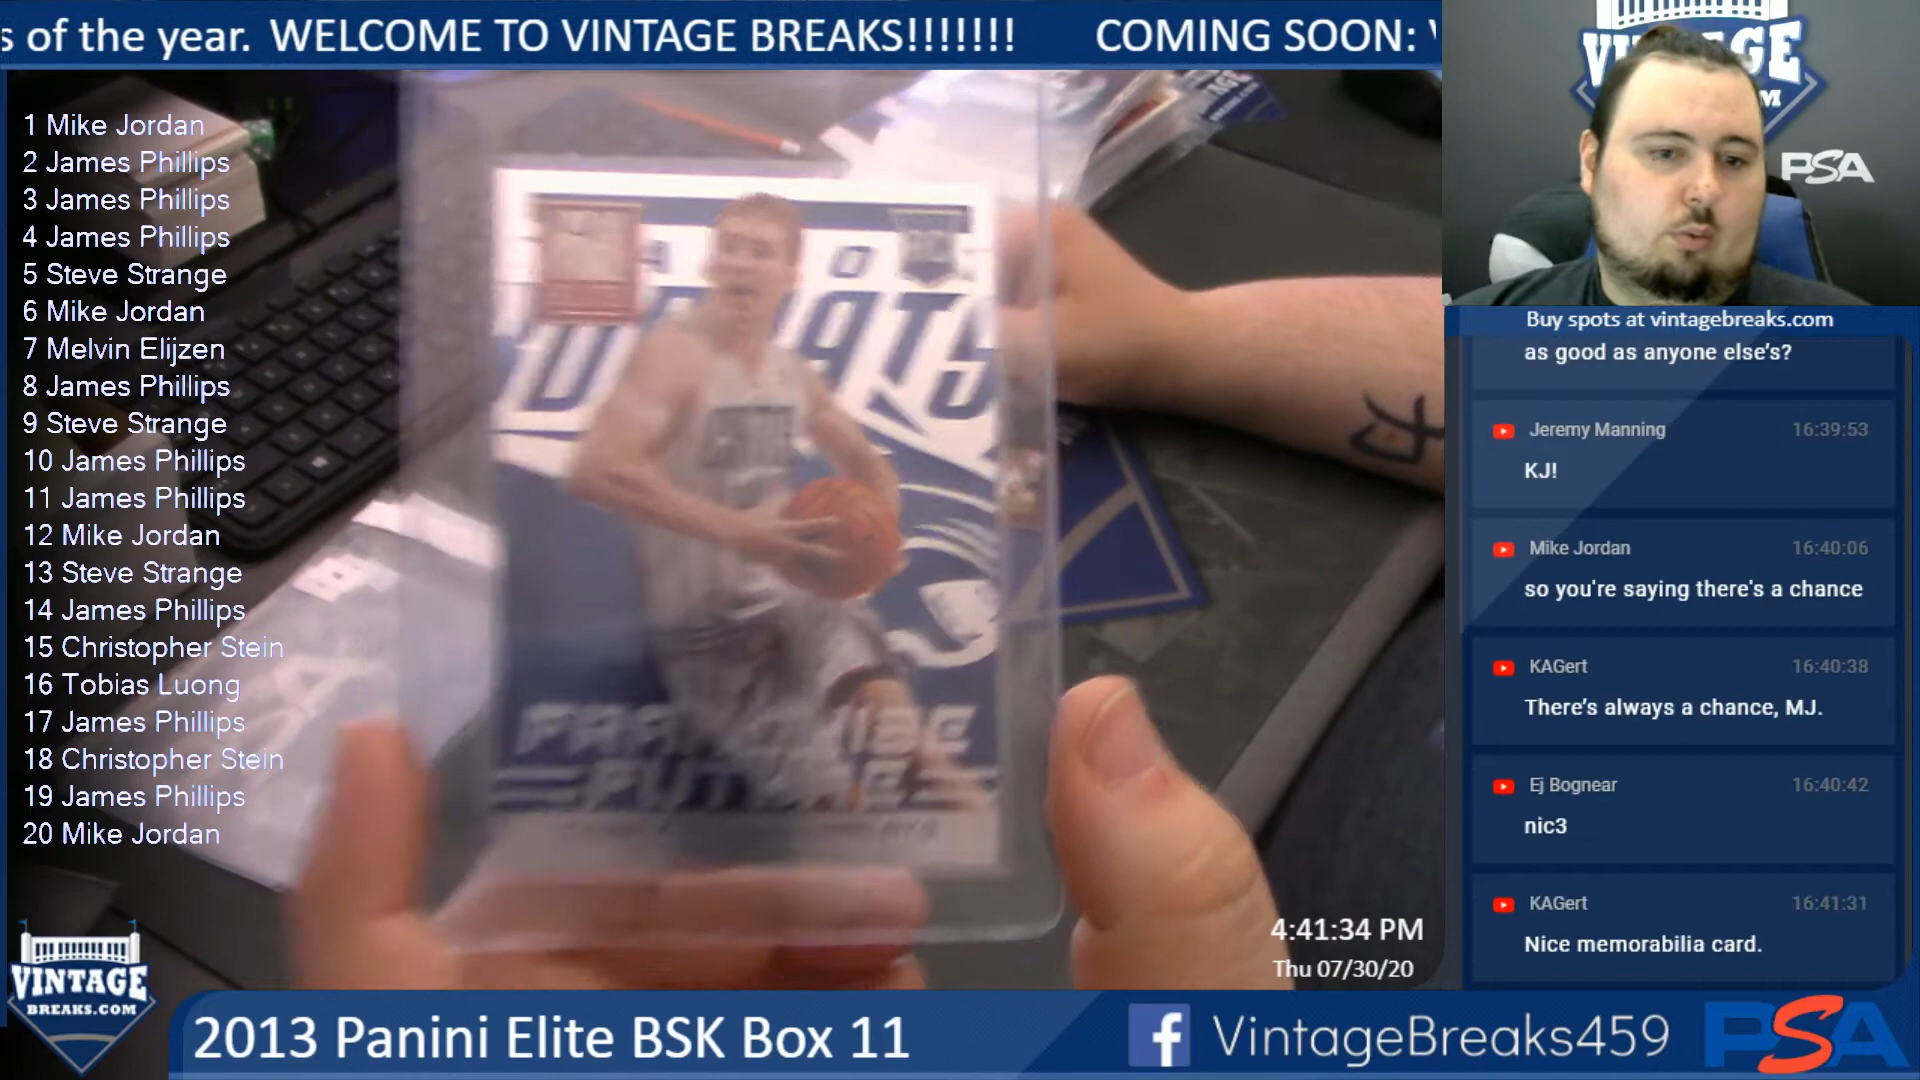 s of the year. WELCOME TO VINTAGE BREAKS!!!!!!! COMING SOON:
1 Mike Jordan
2 James Phillips
3 James Phillips
4 James Phillips
5 Steve Strange
6 Mike Jordan
7 Melvin Elijzen
8 James Phillips
9 Steve Strange
10 James Phillips
11 James Phillips
12 Mike Jordan
13 Steve Strange
14 James Phillips
15 Christopher Stein
16 Tobias Luong
17 James Phillips
18 Christopher Stein
19 James Phillips
20 Mike Jordan
FUTURES
PSA
Buy spots at vintagebreaks.com
as good as anyone else's?
Jeremy Manning 16:39:53
KJ!
Mike Jordan 16:40:06
so you're saying there's a chance
KAGert 16:40:38
There's always a chance, MJ.
Ej Bognear 16:40:42
nic3
KAGert 16:41:31
Nice memorabilia card.
4:41:34 PM
Thu 07/30/20
VINTAGE
BREAKS.COM
2013 Panini Elite BSK Box 11
VintageBreaks459
PSA